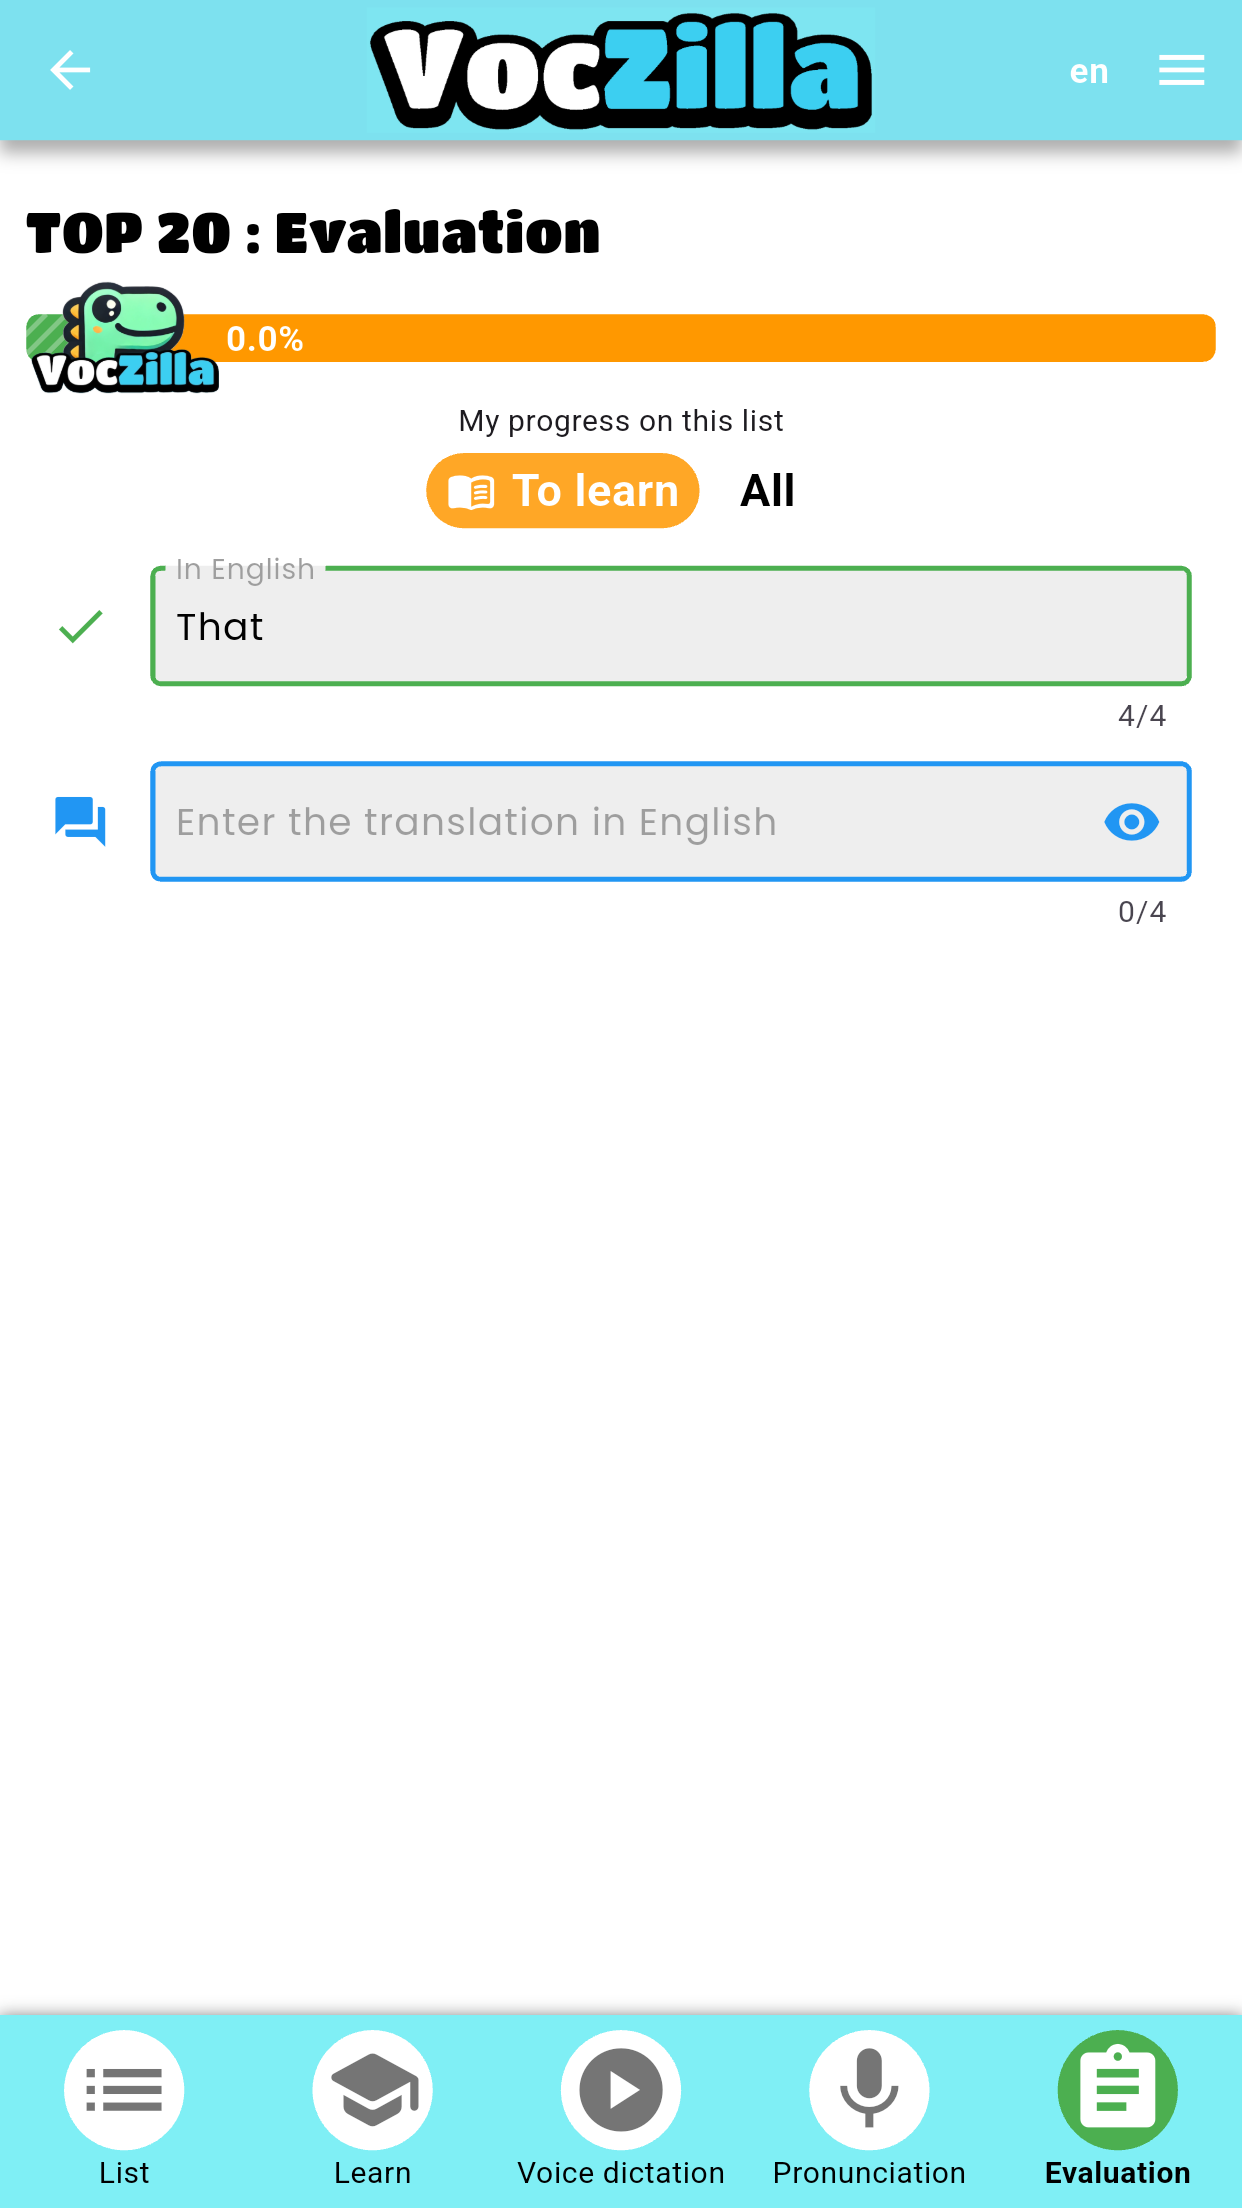 VocZilla
en
TOP 20 : Evaluation
0.0%
VocZilla
My progress on this list
To learn All
In English
That
4/4
Enter the translation in English
0/4
List Learn Voice dictation Pronunciation Evaluation